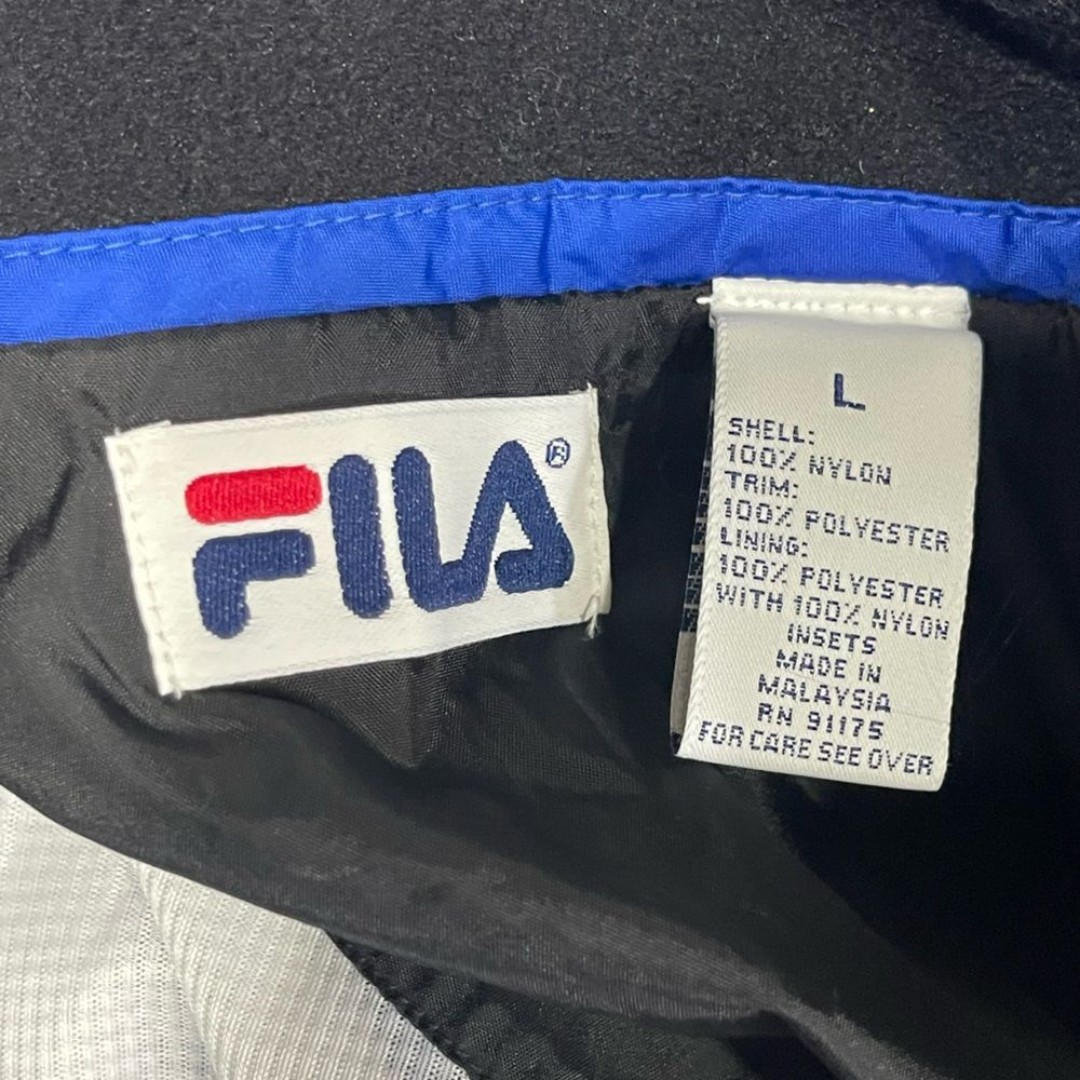 FILA®
L
SHELL:
100% NYLON
TRIM:
100% POLYESTER
LINING:
100% POLYESTER
WITH 100% NYLON
INSETS
MADE IN
MALAYSIA
RN 91175
FOR CARE SEE OVER